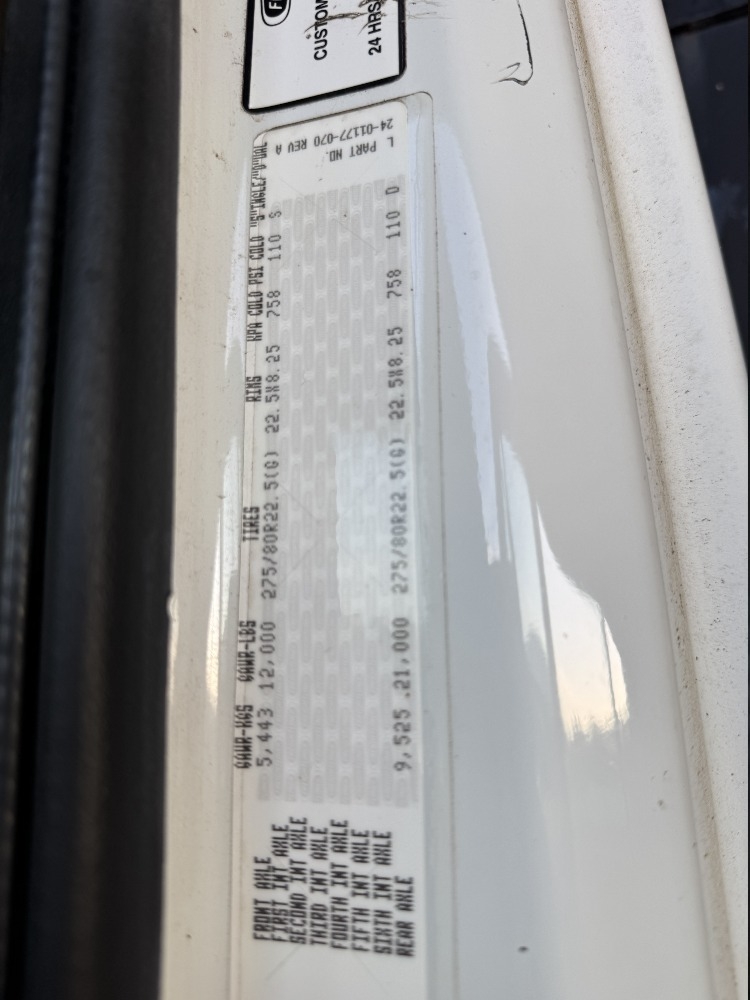 CUSTOM
24 HRS
L PART NO.
24-01177-070 REV A
GAWR-KGS GAWR-LBS TIRES RIMS KPA COLD PSI COLD "S"INGLE/"D"UAL
FRONT AXLE 5,443 12,000 275/80R22.5(G) 22.5X8.25 758 110 S
FIRST INT AXLE
SECOND INT AXLE
THIRD INT AXLE
FOURTH INT AXLE
FIFTH INT AXLE
SIXTH INT AXLE
REAR AXLE 9,525 .21,000 275/80R22.5(G) 22.5X8.25 758 110 D